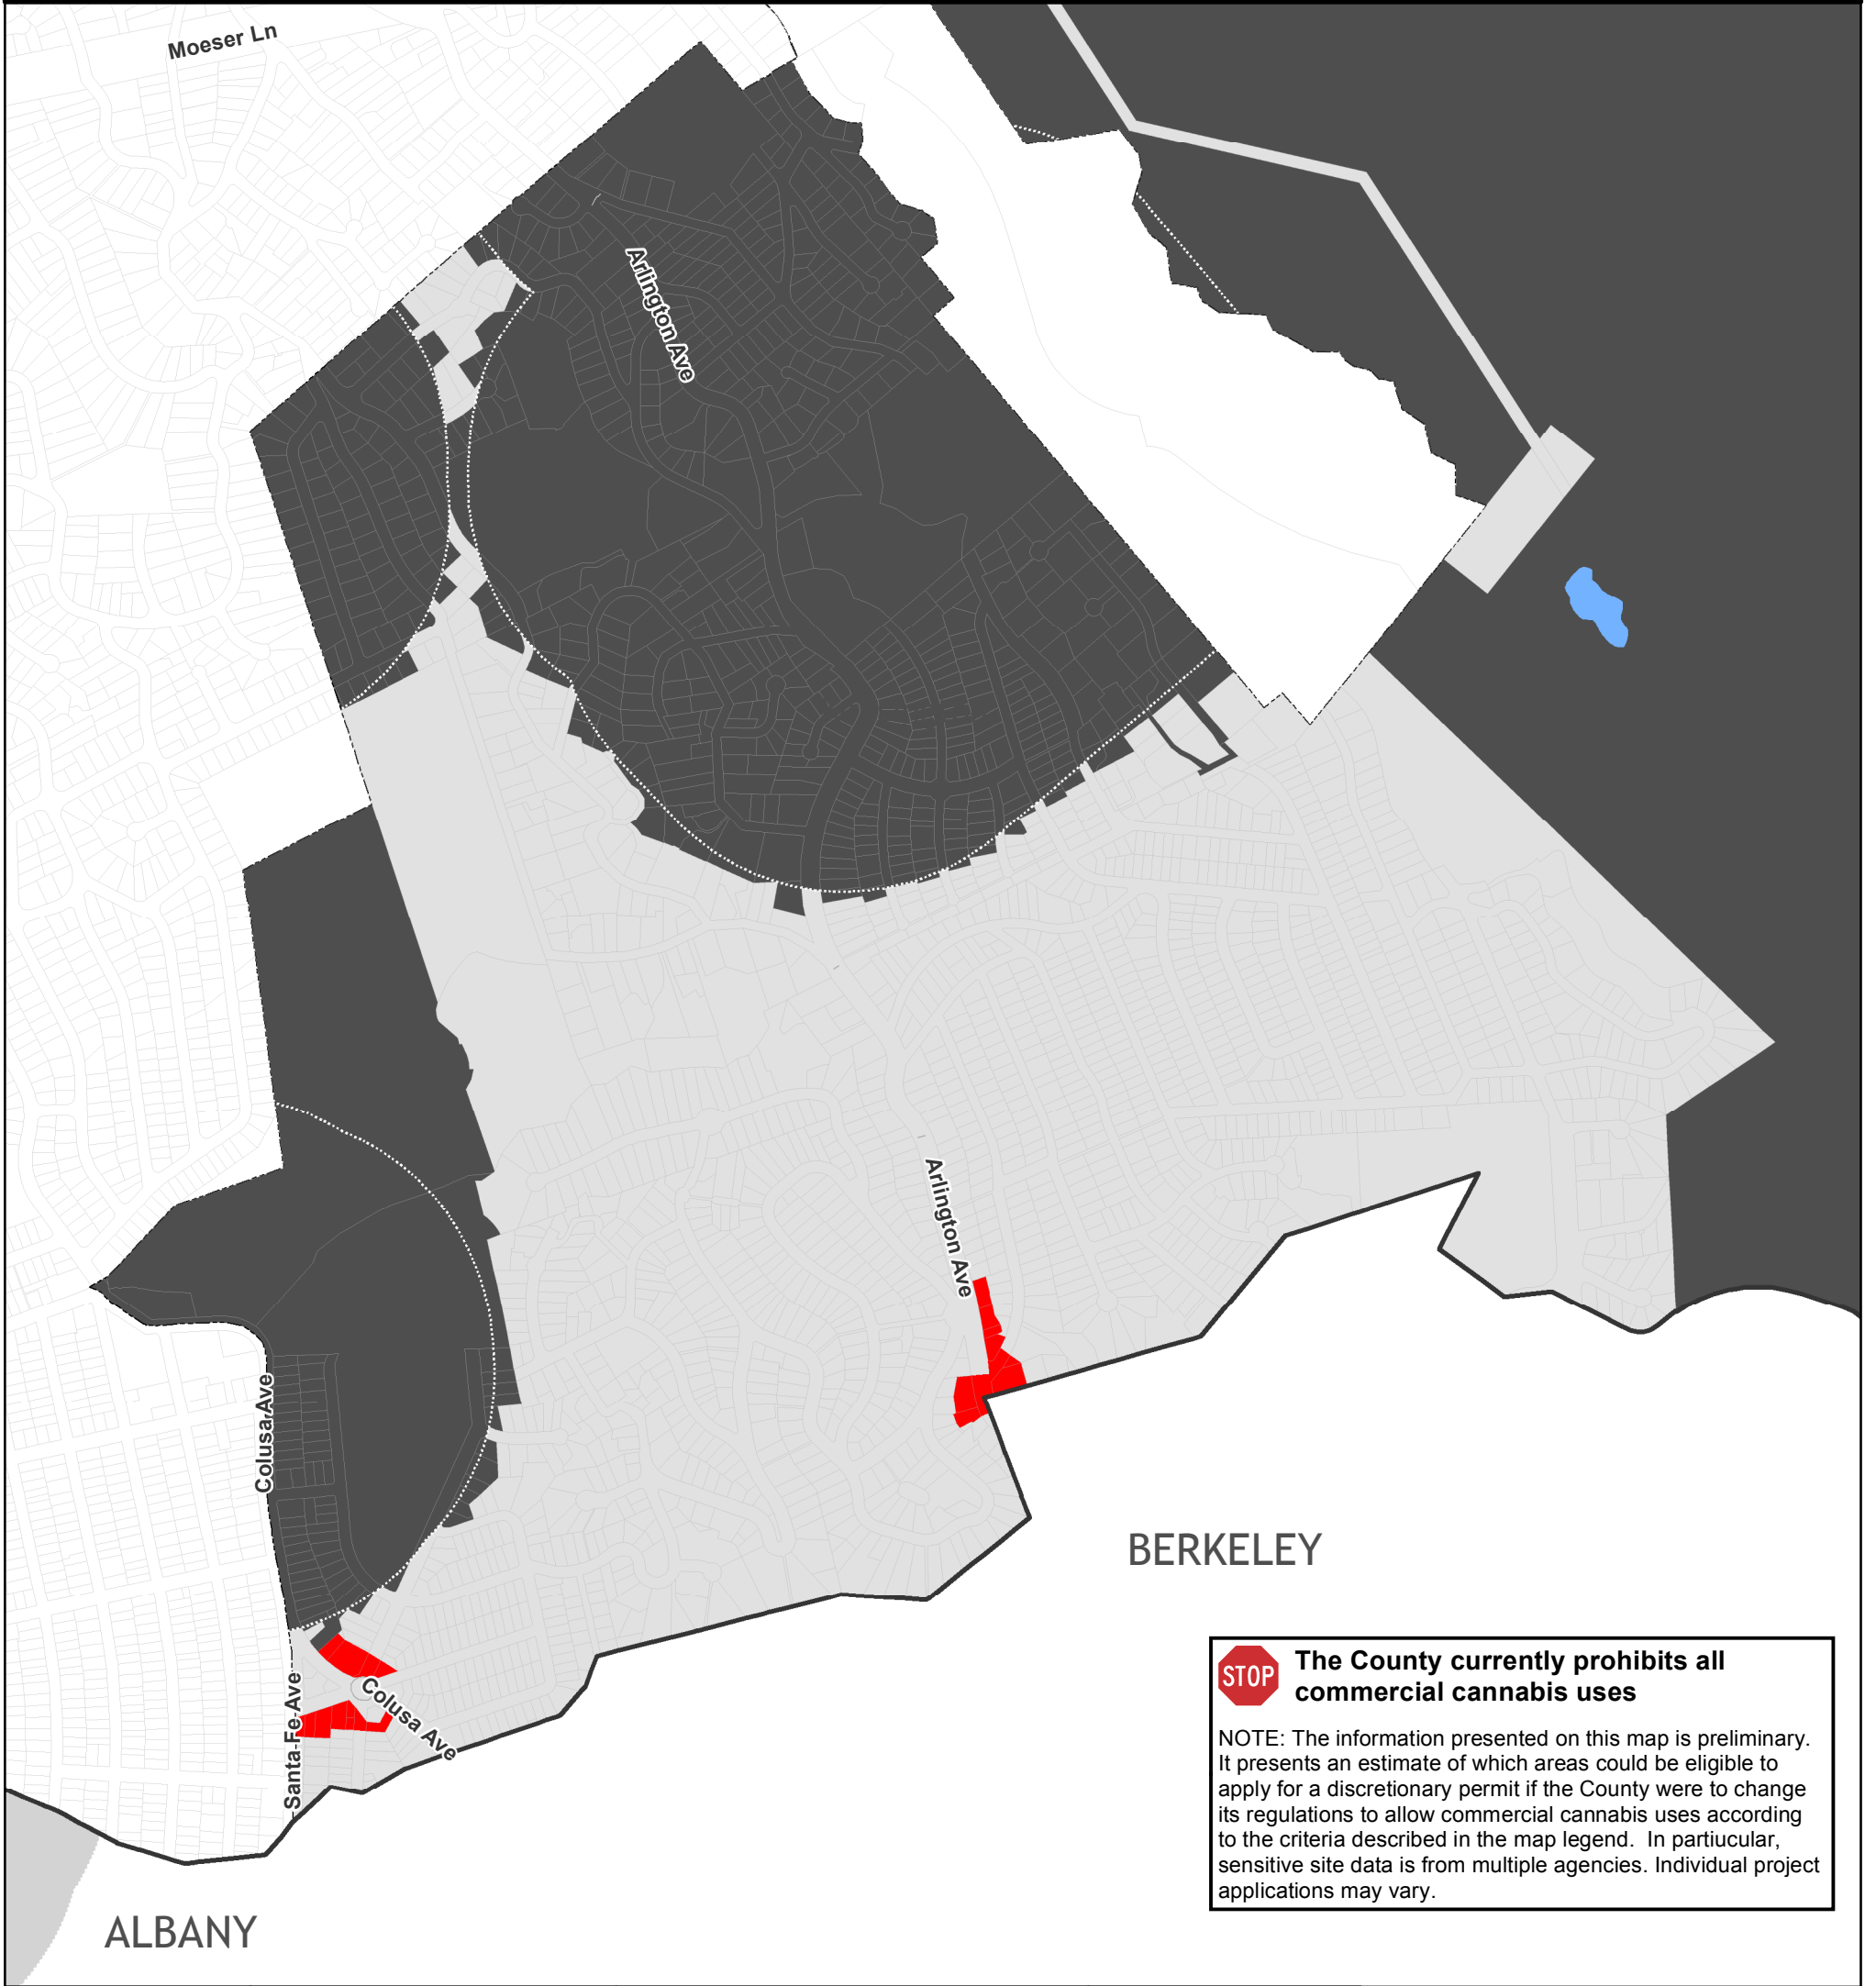 Moeser Ln
Arlington Ave
Arlington Ave
Colusa Ave
BERKELEY
Santa Fe Ave
Colusa Ave
STOP
The County currently prohibits all
commercial cannabis uses
NOTE: The information presented on this map is preliminary.
It presents an estimate of which areas could be eligible to
apply for a discretionary permit if the County were to change
its regulations to allow commercial cannabis uses according
to the criteria described in the map legend. In partiucular,
sensitive site data is from multiple agencies. Individual project
applications may vary.
ALBANY